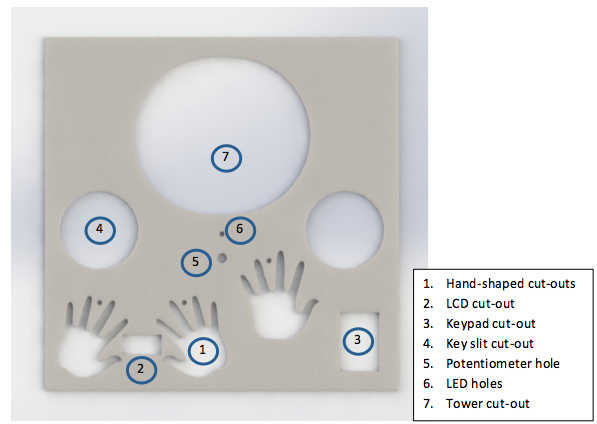 7
4
6
5
3
1
2
1. Hand-shaped cut-outs
2. LCD cut-out
3. Keypad cut-out
4. Key slit cut-out
5. Potentiometer hole
6. LED holes
7. Tower cut-out